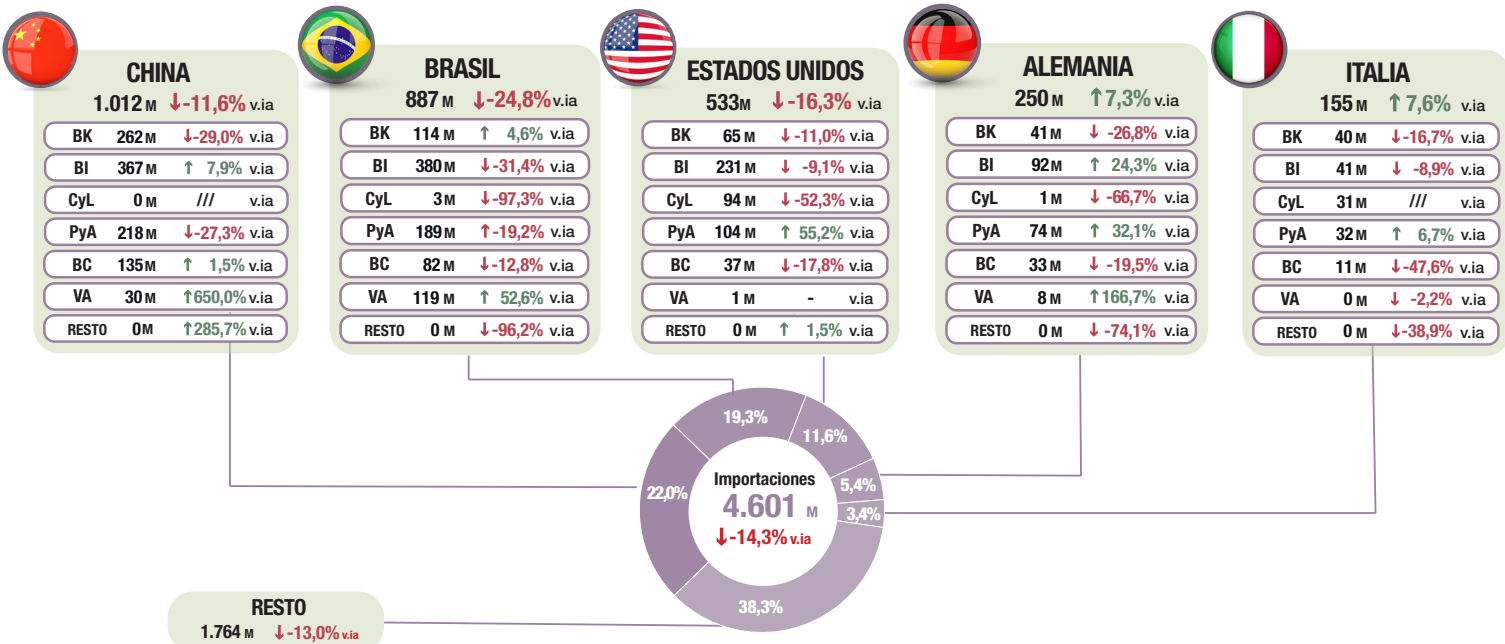 CHINA
1.012 M ↓-11,6% v.ia
BK 262 M ↓-29,0% v.ia
BI 367 M ↑ 7,9% v.ia
CyL 0 M /// v.ia
PyA 218 M ↓-27,3% v.ia
BC 135 M ↑ 1,5% v.ia
VA 30 M ↑650,0% v.ia
RESTO 0M ↑285,7% v.ia
BRASIL
887 M ↓-24,8% v.ia
BK 114 M ↑ 4,6% v.ia
BI 380 M ↓-31,4% v.ia
CyL 3 M ↓-97,3% v.ia
PyA 189 M ↑-19,2% v.ia
BC 82 M ↓-12,8% v.ia
VA 119 M ↑ 52,6% v.ia
RESTO 0 M ↓-96,2% v.ia
ESTADOS UNIDOS
533M ↓-16,3% v.ia
BK 65 M ↓-11,0% v.ia
BI 231 M ↓ -9,1% v.ia
CyL 94 M ↓-52,3% v.ia
PyA 104 M ↑ 55,2% v.ia
BC 37 M ↓-17,8% v.ia
VA 1 M - v.ia
RESTO 0 M ↑ 1,5% v.ia
ALEMANIA
250 M ↑ 7,3% v.ia
BK 41 M ↓ -26,8% v.ia
BI 92 M ↑ 24,3% v.ia
CyL 1 M ↓ -66,7% v.ia
PyA 74 M ↑ 32,1% v.ia
BC 33 M ↓ -19,5% v.ia
VA 8 M ↑166,7% v.ia
RESTO 0 M ↓ -74,1% v.ia
ITALIA
155 M ↑ 7,6% v.ia
BK 40 M ↓-16,7% v.ia
BI 41 M ↓ -8,9% v.ia
CyL 31 M /// v.ia
PyA 32 M ↑ 6,7% v.ia
BC 11 M ↓-47,6% v.ia
VA 0 M ↓ -2,2% v.ia
RESTO 0 M ↓-38,9% v.ia
19,3%
11,6%
22,0%
5,4%
3,4%
38,3%
Importaciones
4.601 M
↓-14,3% v.ia
RESTO
1.764 M ↓-13,0% v.ia